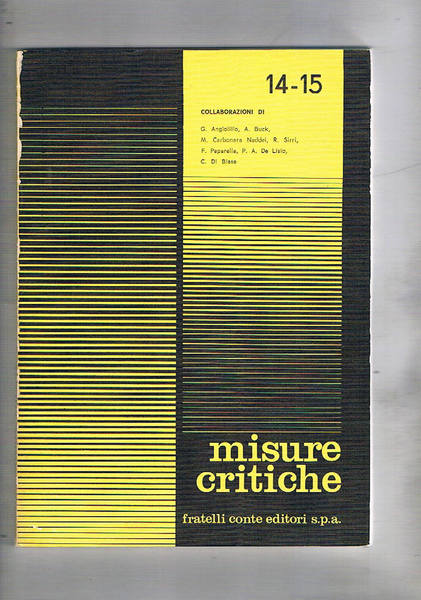 14-15
COLLABORAZIONI DI
G. Angiolillo, A. Buck,
M. Carbonara Naddei, R. Sirri,
F. Paparella, P. A. De Lisio,
C. Di Biase
misure
critiche
fratelli conte editori s.p.a.